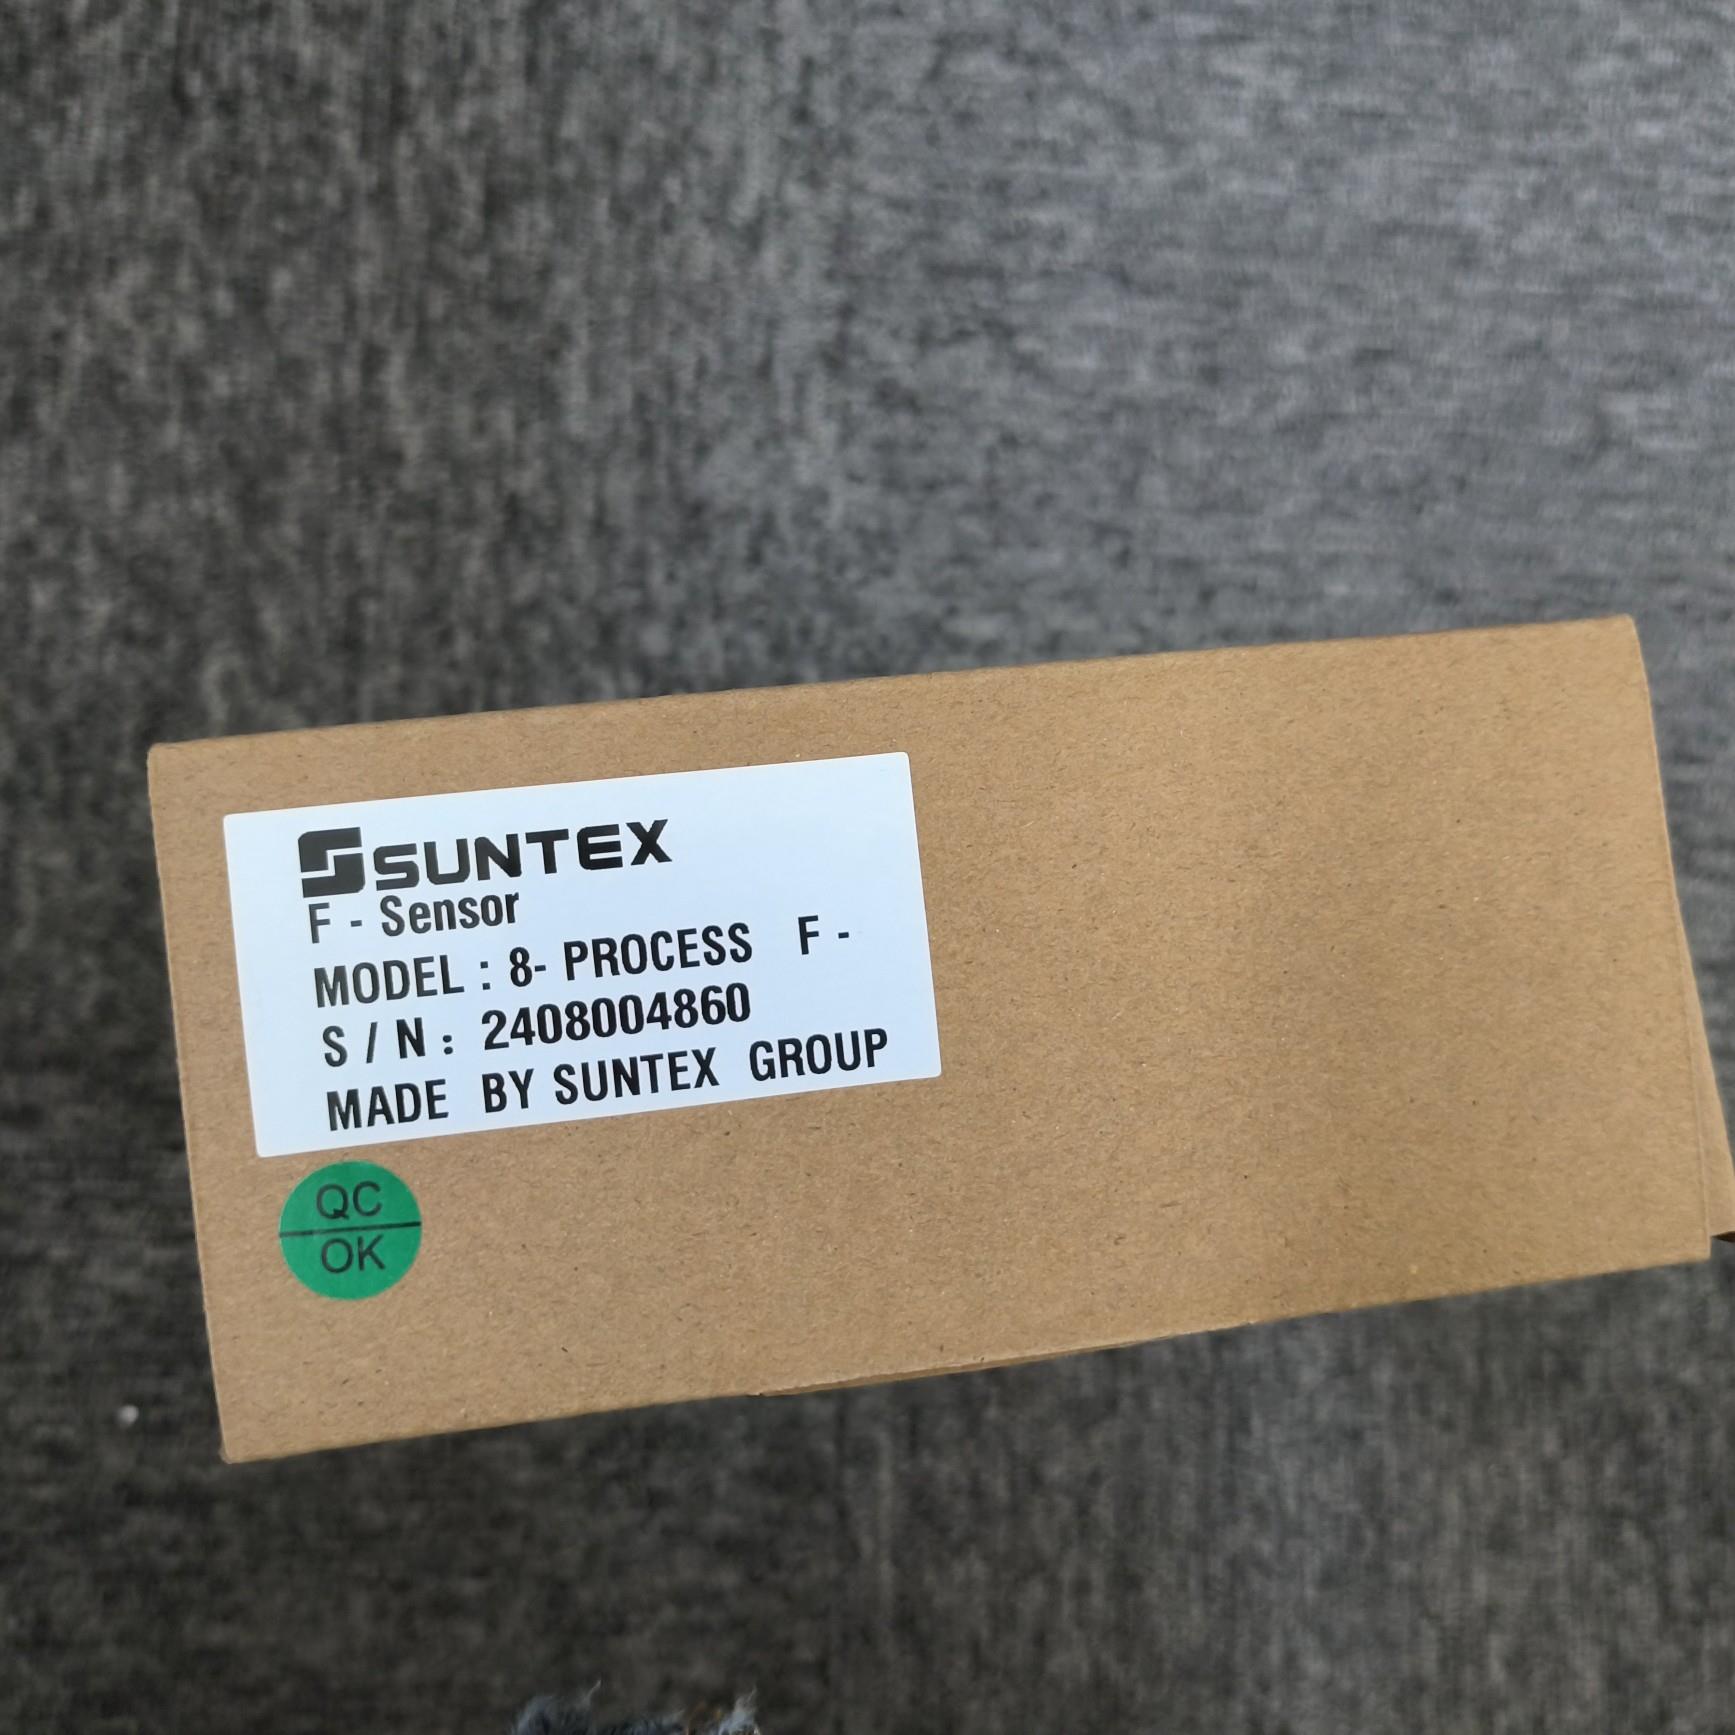 SUNTEX
F - Sensor
MODEL : 8- PROCESS F -
S / N : 2408004860
MADE BY SUNTEX GROUP
QC
OK